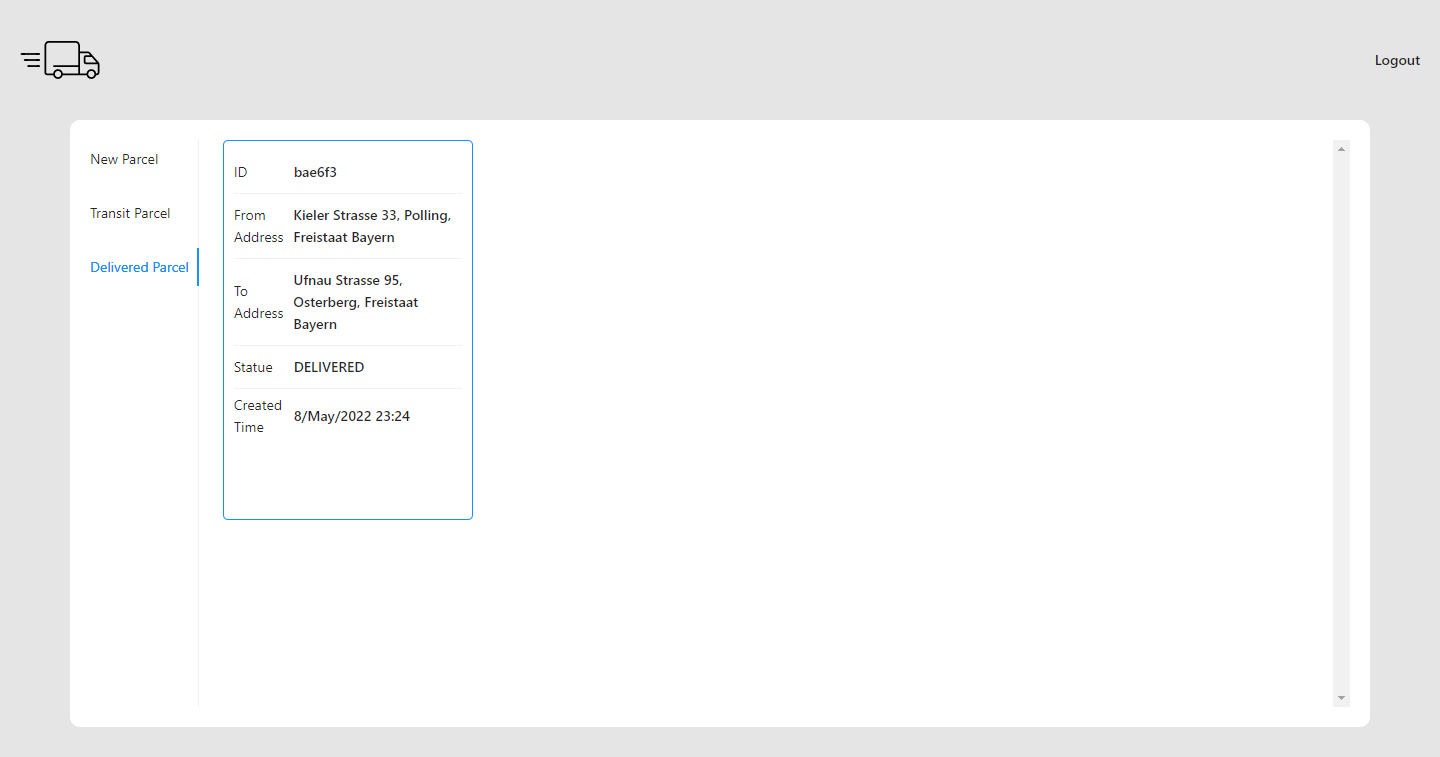 Logout
New Parcel
Transit Parcel
Delivered Parcel
ID bae6f3
From Address Kieler Strasse 33, Polling,
Freistaat Bayern
To Address Ufnau Strasse 95,
Osterberg, Freistaat
Bayern
Statue DELIVERED
Created Time 8/May/2022 23:24